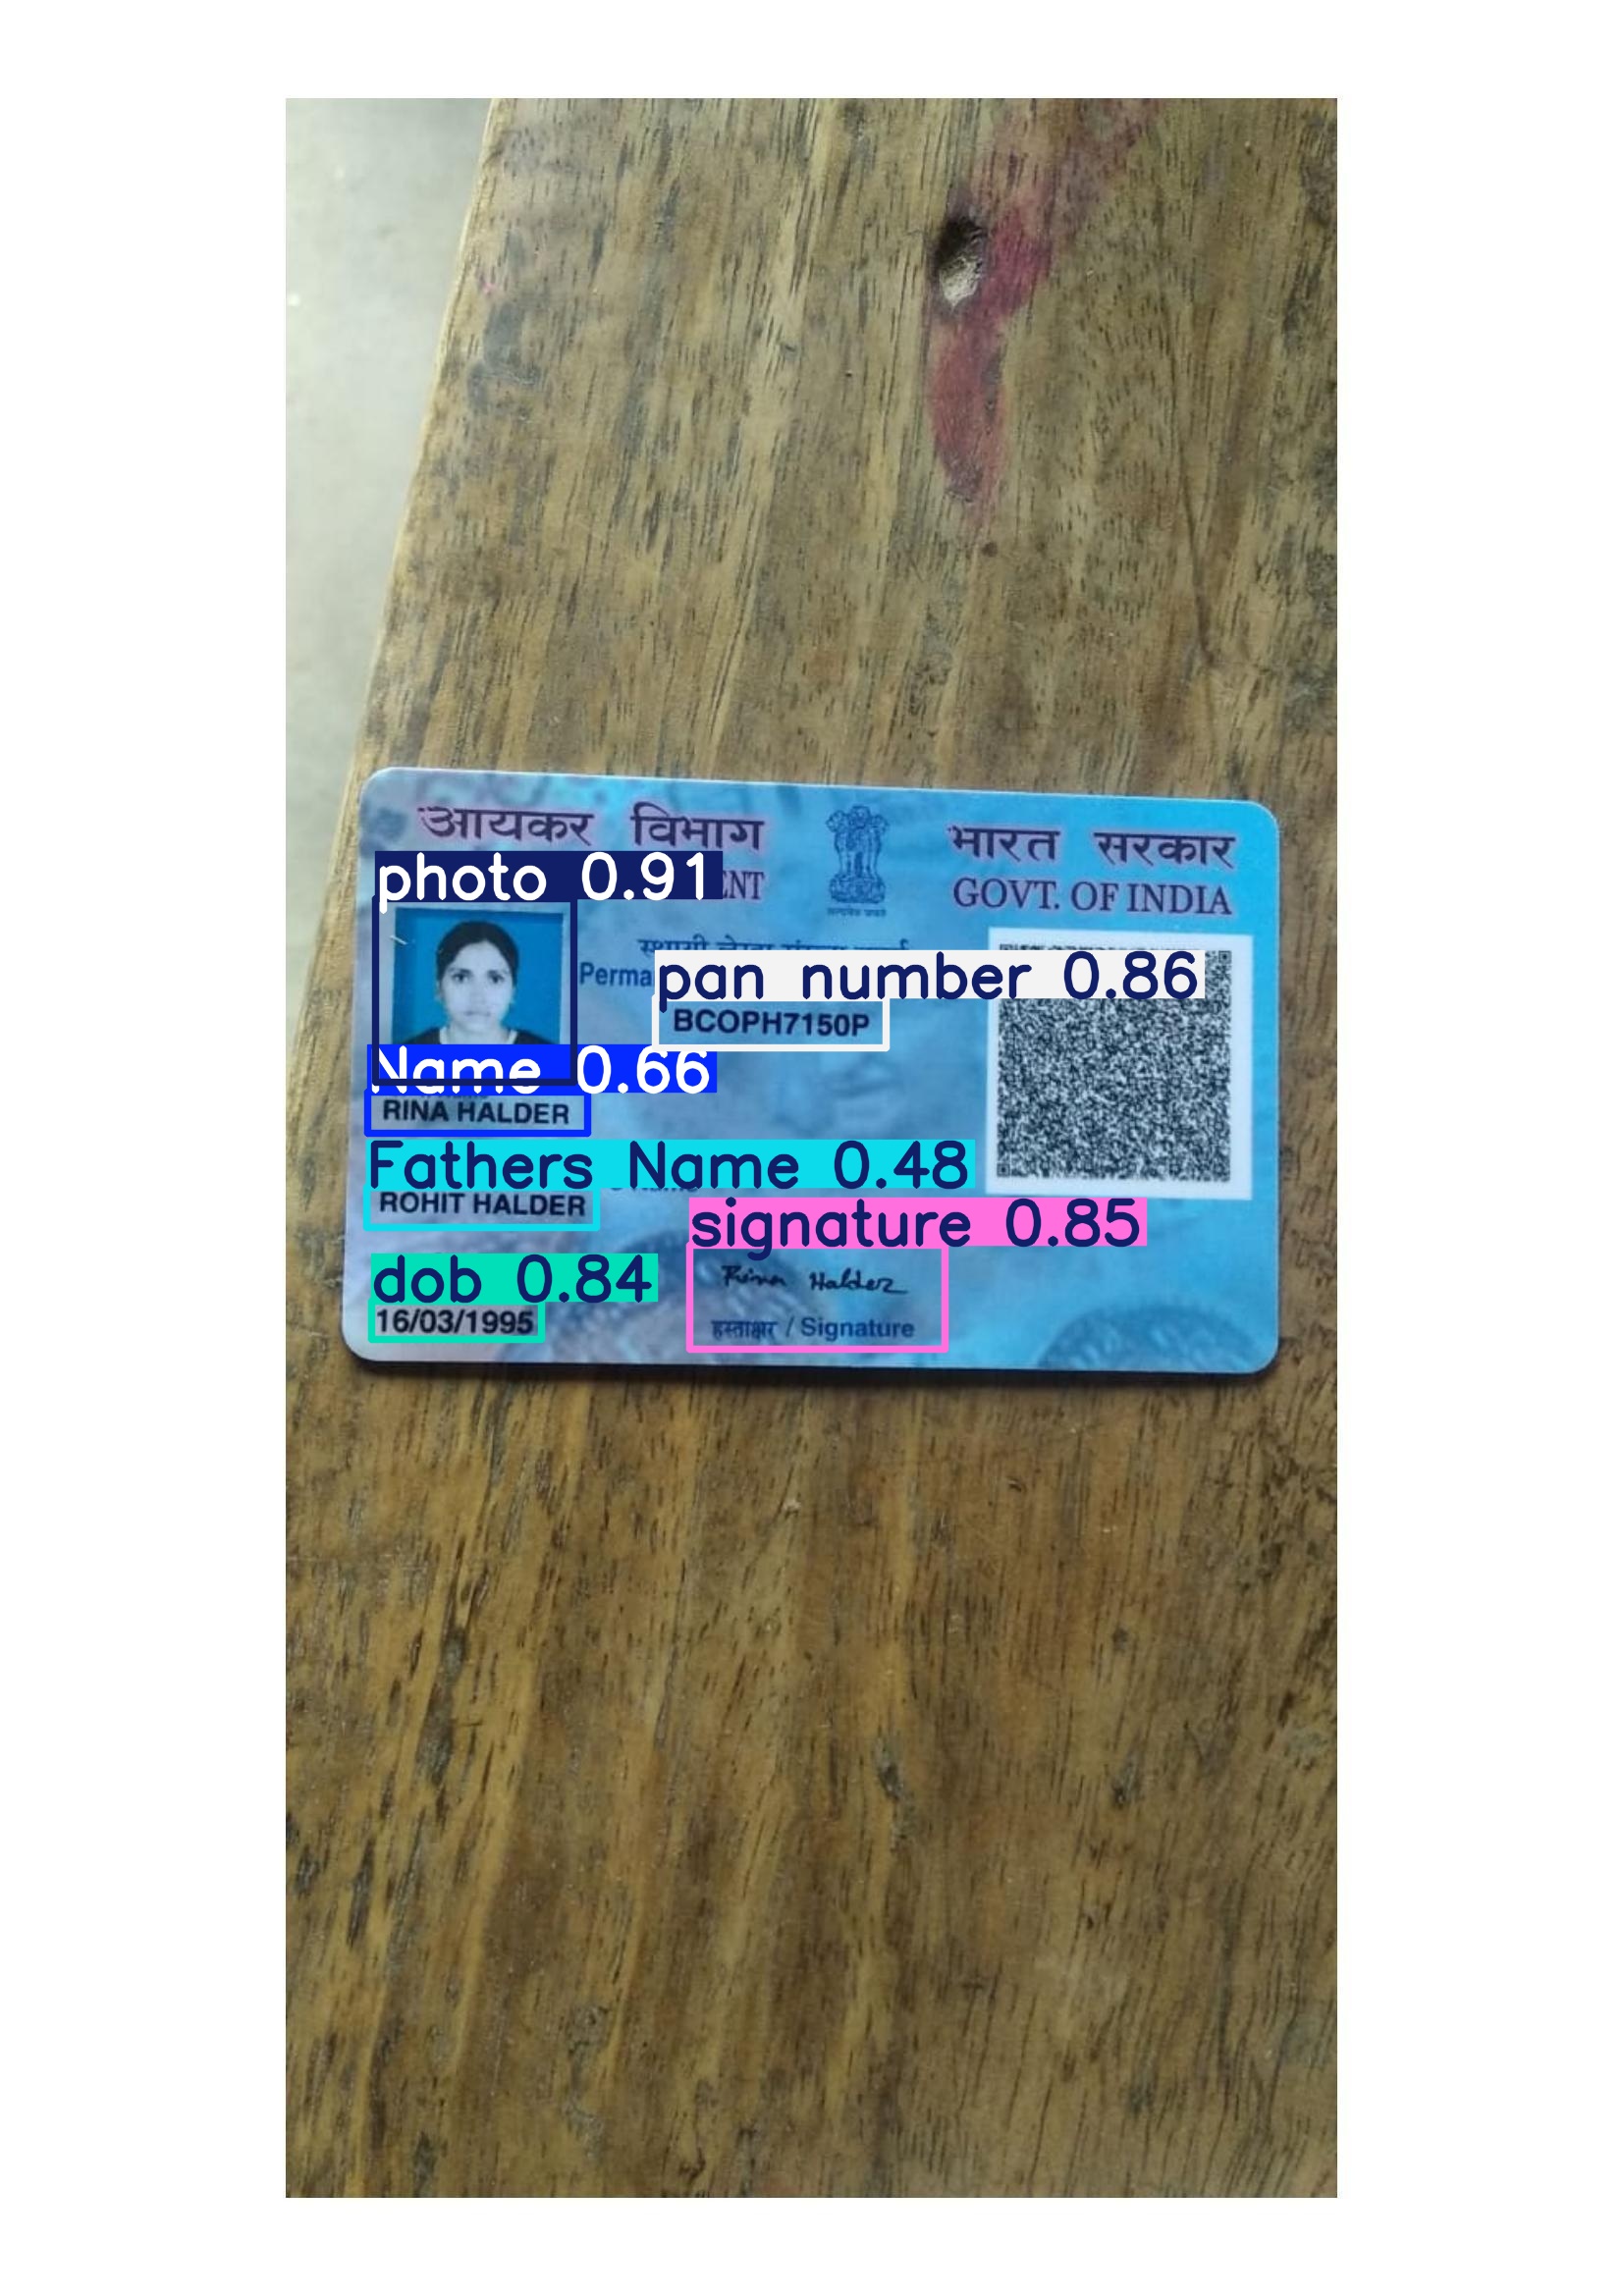 आयकर विभाग
भारत सरकार
photo 0.91
GOVT. OF INDIA
pan number 0.86
BCOPH7150P
Name 0.66
RINA HALDER
Fathers Name 0.48
ROHIT HALDER
signature 0.85
dob 0.84
Rina Halder
16/03/1995
हस्ताक्षर / Signature